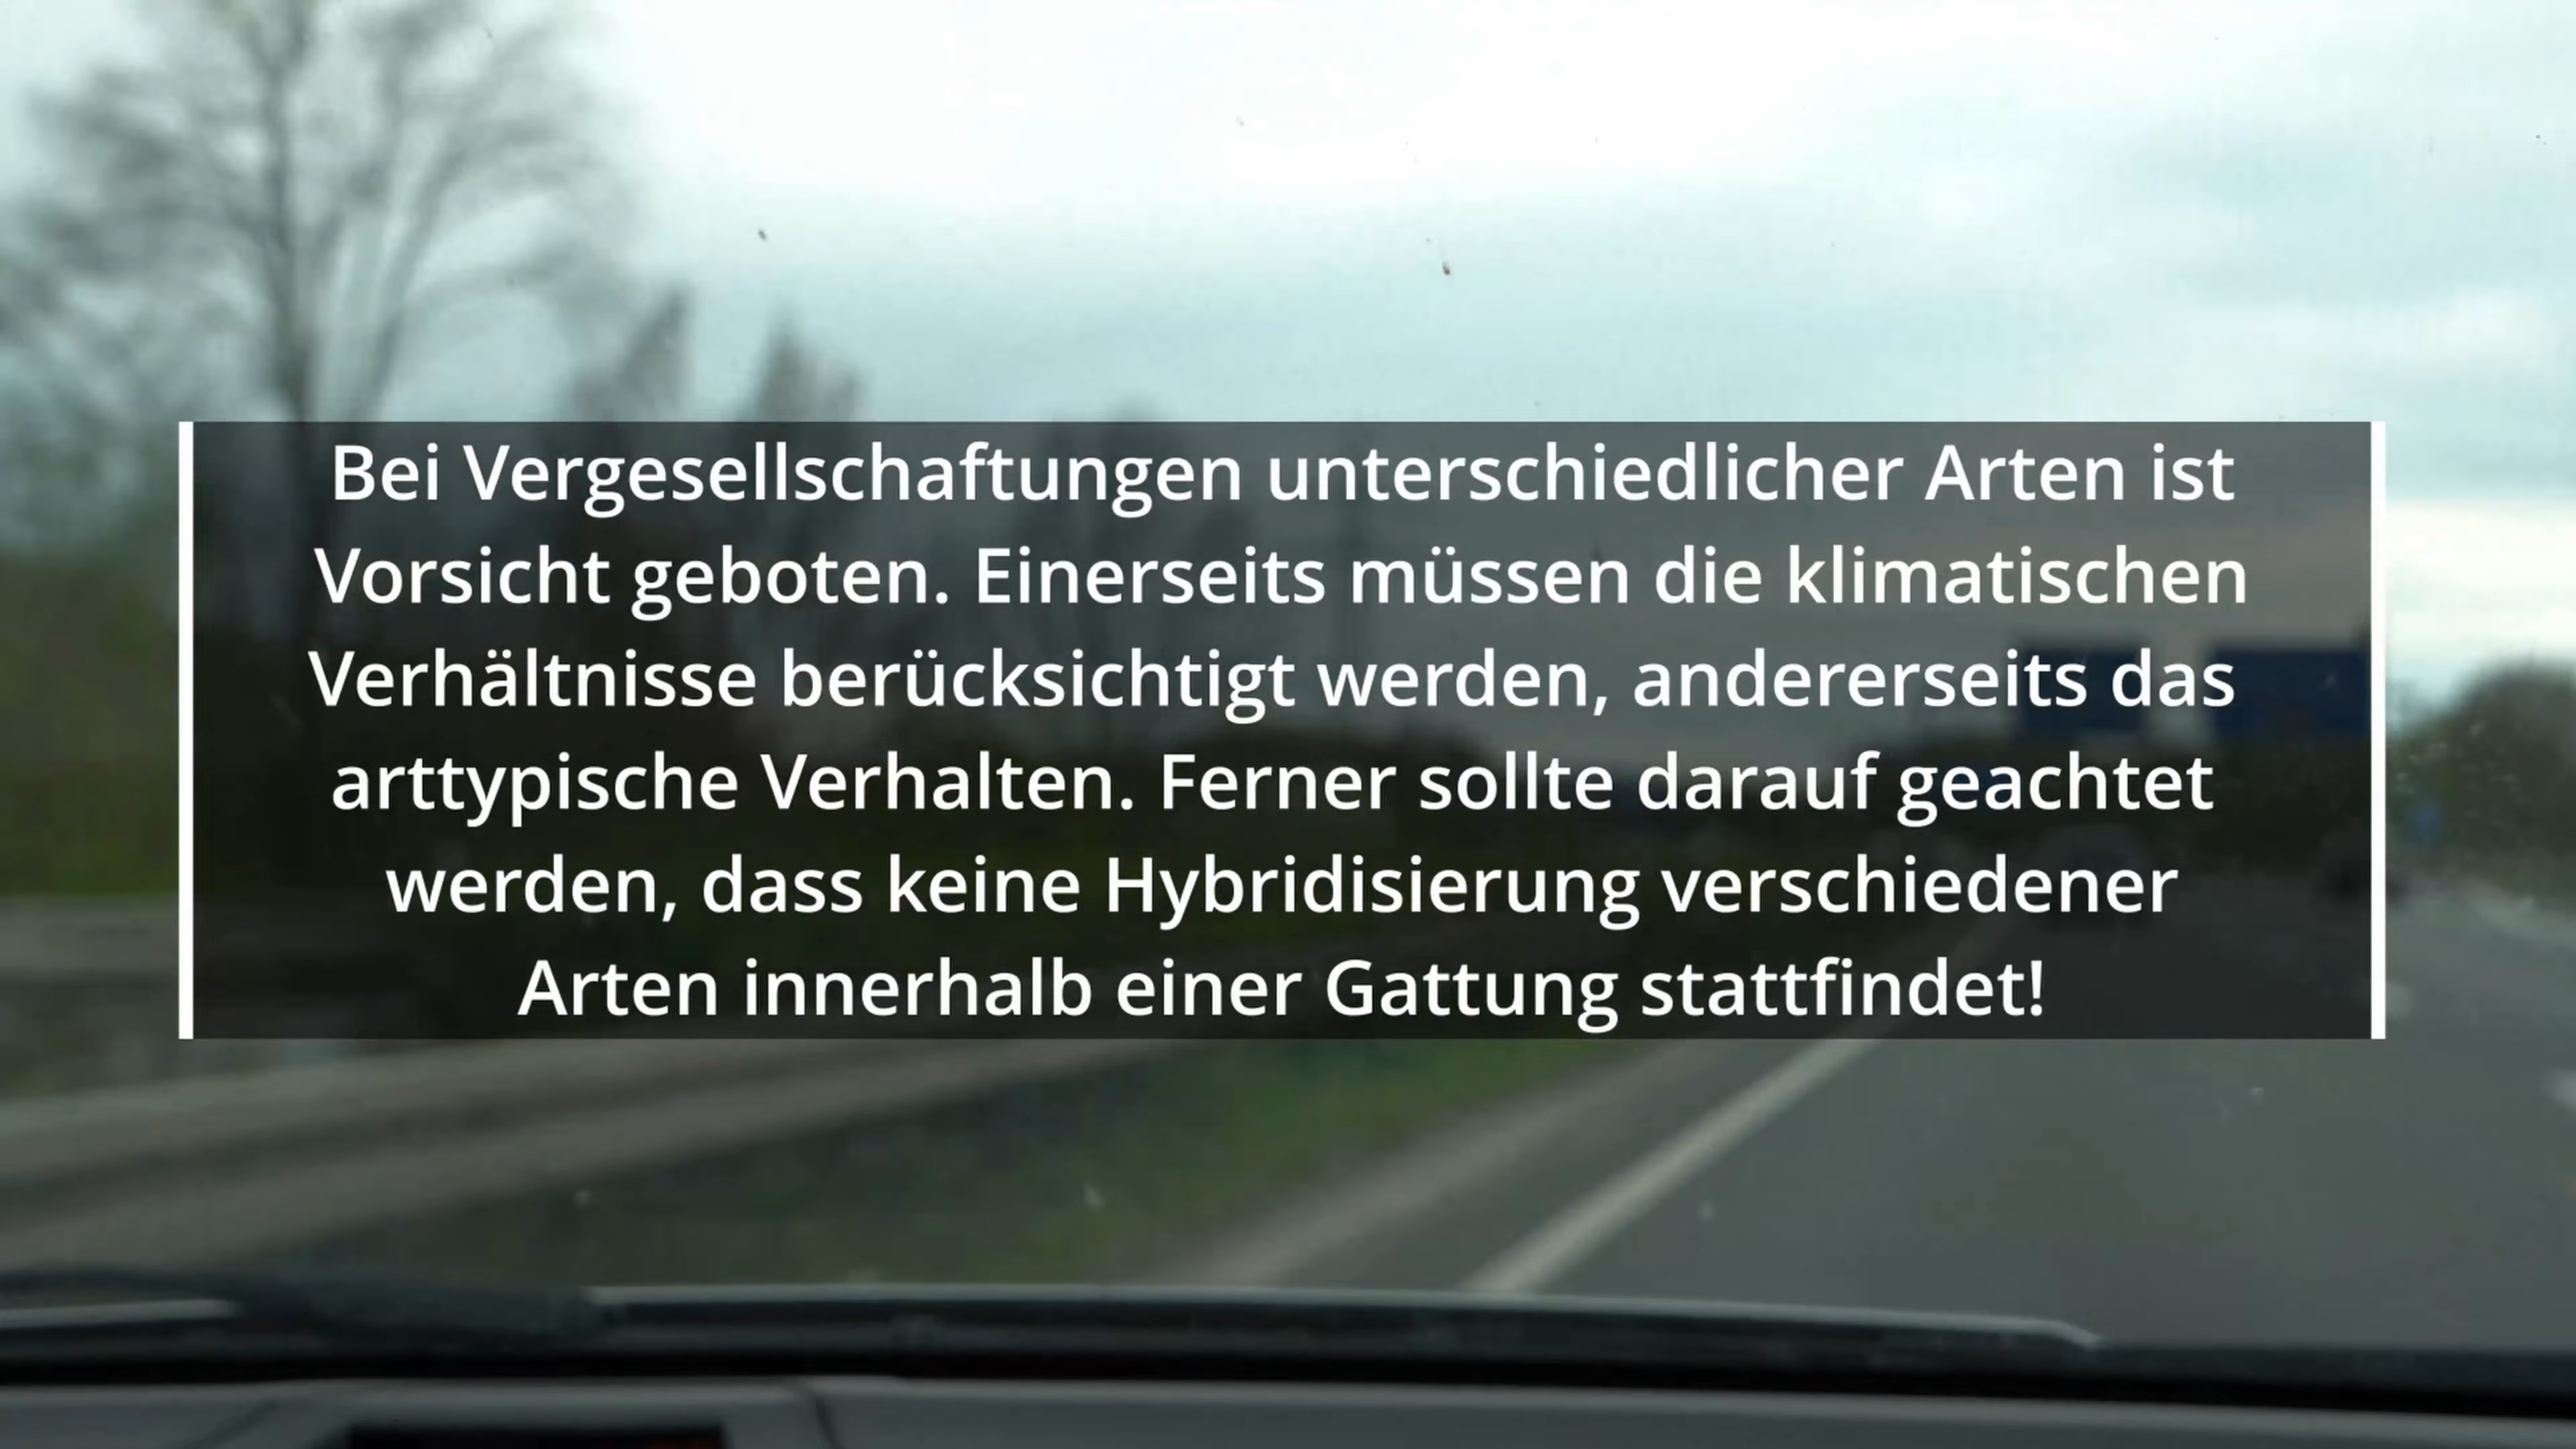 Bei Vergesellschaftungen unterschiedlicher Arten ist
Vorsicht geboten. Einerseits müssen die klimatischen
Verhältnisse berücksichtigt werden, andererseits das
arttypische Verhalten. Ferner sollte darauf geachtet
werden, dass keine Hybridisierung verschiedener
Arten innerhalb einer Gattung stattfindet!